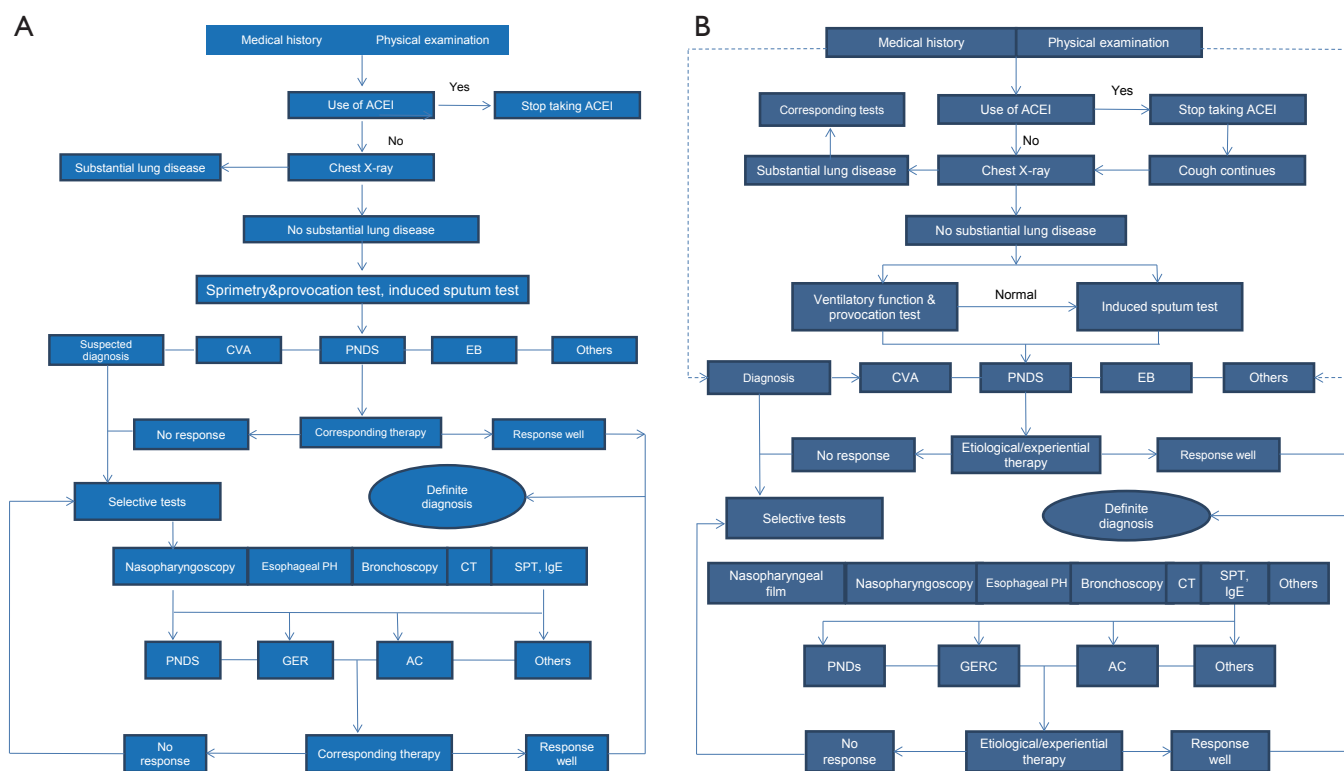 A
Medical history
Physical examination
Yes
Use of ACEI
Stop taking ACEI
No
Substantial lung disease
Chest X-ray
No substantial lung disease
Sprimetry&provocation test, induced sputum test
Suspected
diagnosis
CVA
PNDS
EB
Others
No response
Corresponding therapy
Response well
Selective tests
Definite
diagnosis
Nasopharyngoscopy
Esophageal PH
Bronchoscopy
CT
SPT, IgE
PNDS
GER
AC
Others
No
response
Corresponding therapy
Response
well
B
Medical history
Physical examination
Corresponding tests
Use of ACEI
Yes
Stop taking ACEI
No
Substantial lung disease
Chest X-ray
Cough continues
No substiantial lung disease
Ventilatory function &
provocation test
Normal
Induced sputum test
Diagnosis
CVA
PNDS
EB
Others
No response
Etiological/experiential
therapy
Response well
Selective tests
Definite
diagnosis
Nasopharyngeal
film
Nasopharyngoscopy
Esophageal PH
Bronchoscopy
CT
SPT,
IgE
Others
PNDs
GERC
AC
Others
No
response
Etiological/experiential
therapy
Response
well